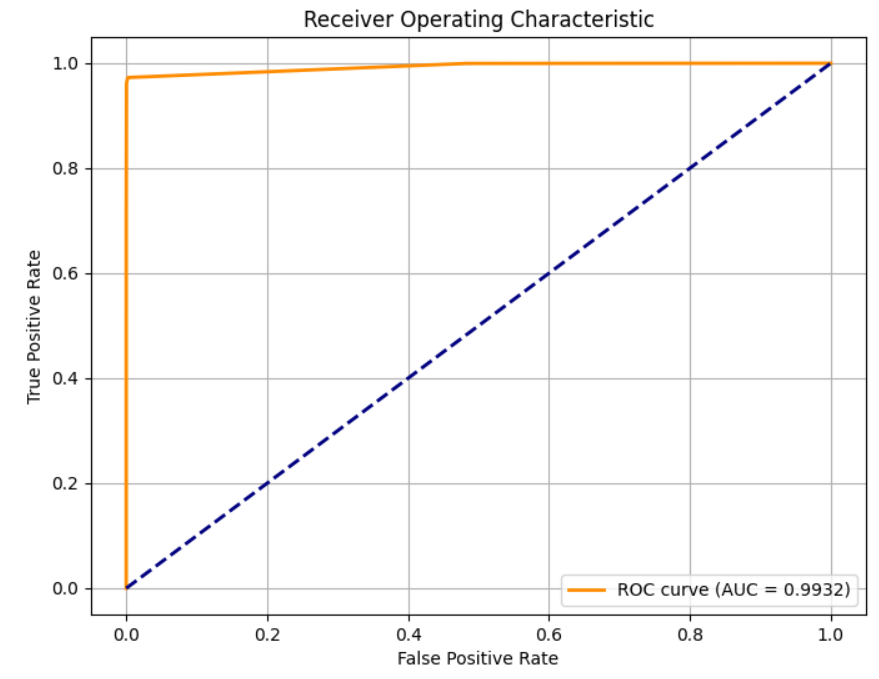 Receiver Operating Characteristic
True Positive Rate
1.0
0.8
0.6
0.4
0.2
0.0
ROC curve (AUC = 0.9932)
0.0 0.2 0.4 0.6 0.8 1.0
False Positive Rate